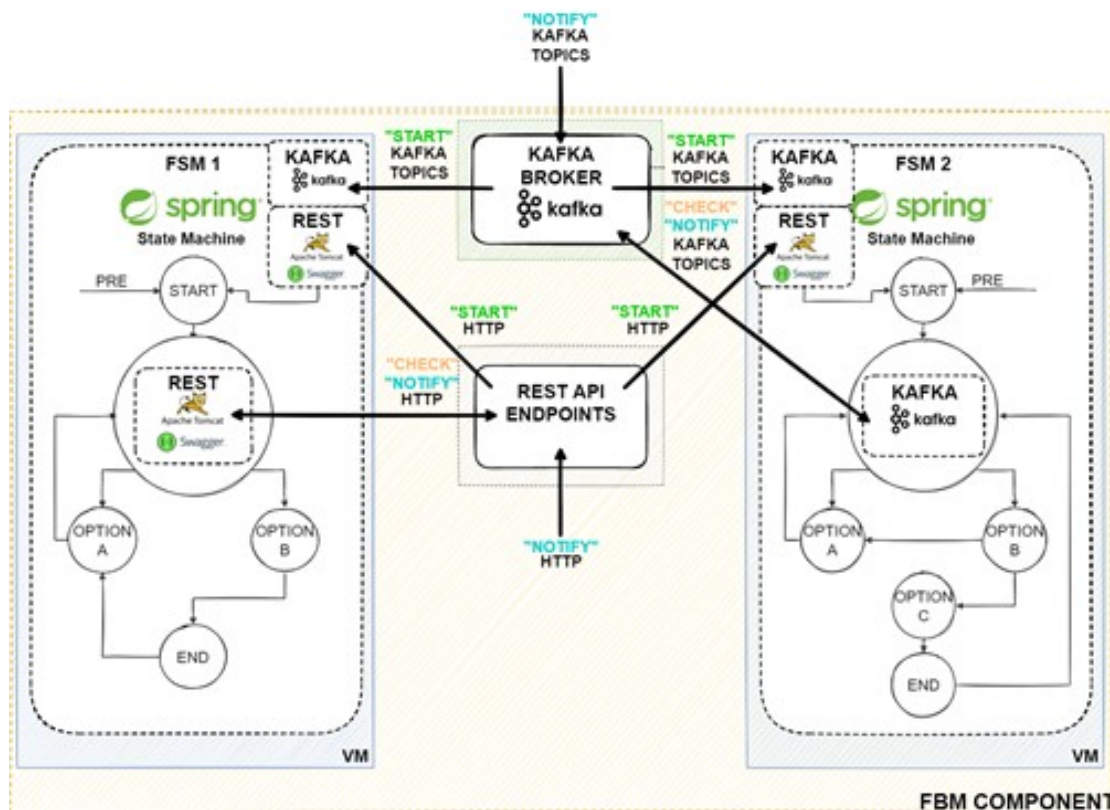 "NOTIFY"
KAFKA
TOPICS
"START"
KAFKA
TOPICS
KAFKA
BROKER
kafka
"START"
KAFKA
TOPICS
"CHECK"
"NOTIFY"
KAFKA
TOPICS
FSM 1
KAFKA
kafka
spring
State Machine
REST
Apache Tomcat
Swagger
PRE
START
REST
Apache Tomcat
Swagger
OPTION
A
OPTION
B
END
VM
"START"
HTTP
"START"
HTTP
"CHECK"
"NOTIFY"
HTTP
REST API
ENDPOINTS
"NOTIFY"
HTTP
KAFKA
kafka
FSM 2
spring
State Machine
REST
Apache Tomcat
Swagger
START
PRE
KAFKA
kafka
OPTION
A
OPTION
B
OPTION
C
END
VM
FBM COMPONENT